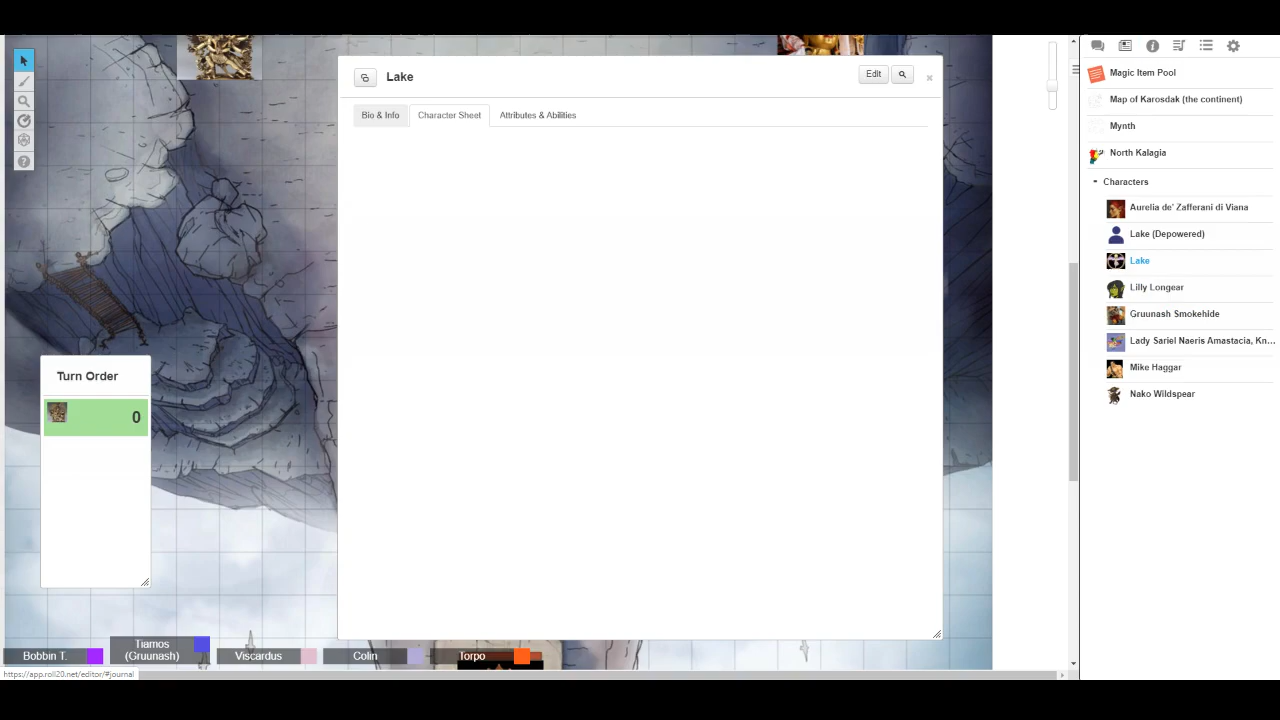 Lake
Edit
Bio & Info
Character Sheet
Attributes & Abilities
Turn Order
0
Bobbin T.
Tiamos
(Gruunash)
Viscardus
Colin
Torpo
https://app.roll20.net/editor/#journal
Magic Item Pool
Map of Karosdak (the continent)
Mynth
North Kalagia
Characters
Aurelia de' Zafferani di Viana
Lake (Depowered)
Lake
Lilly Longear
Gruunash Smokehide
Lady Sariel Naeris Amastacia, Kn...
Mike Haggar
Nako Wildspear